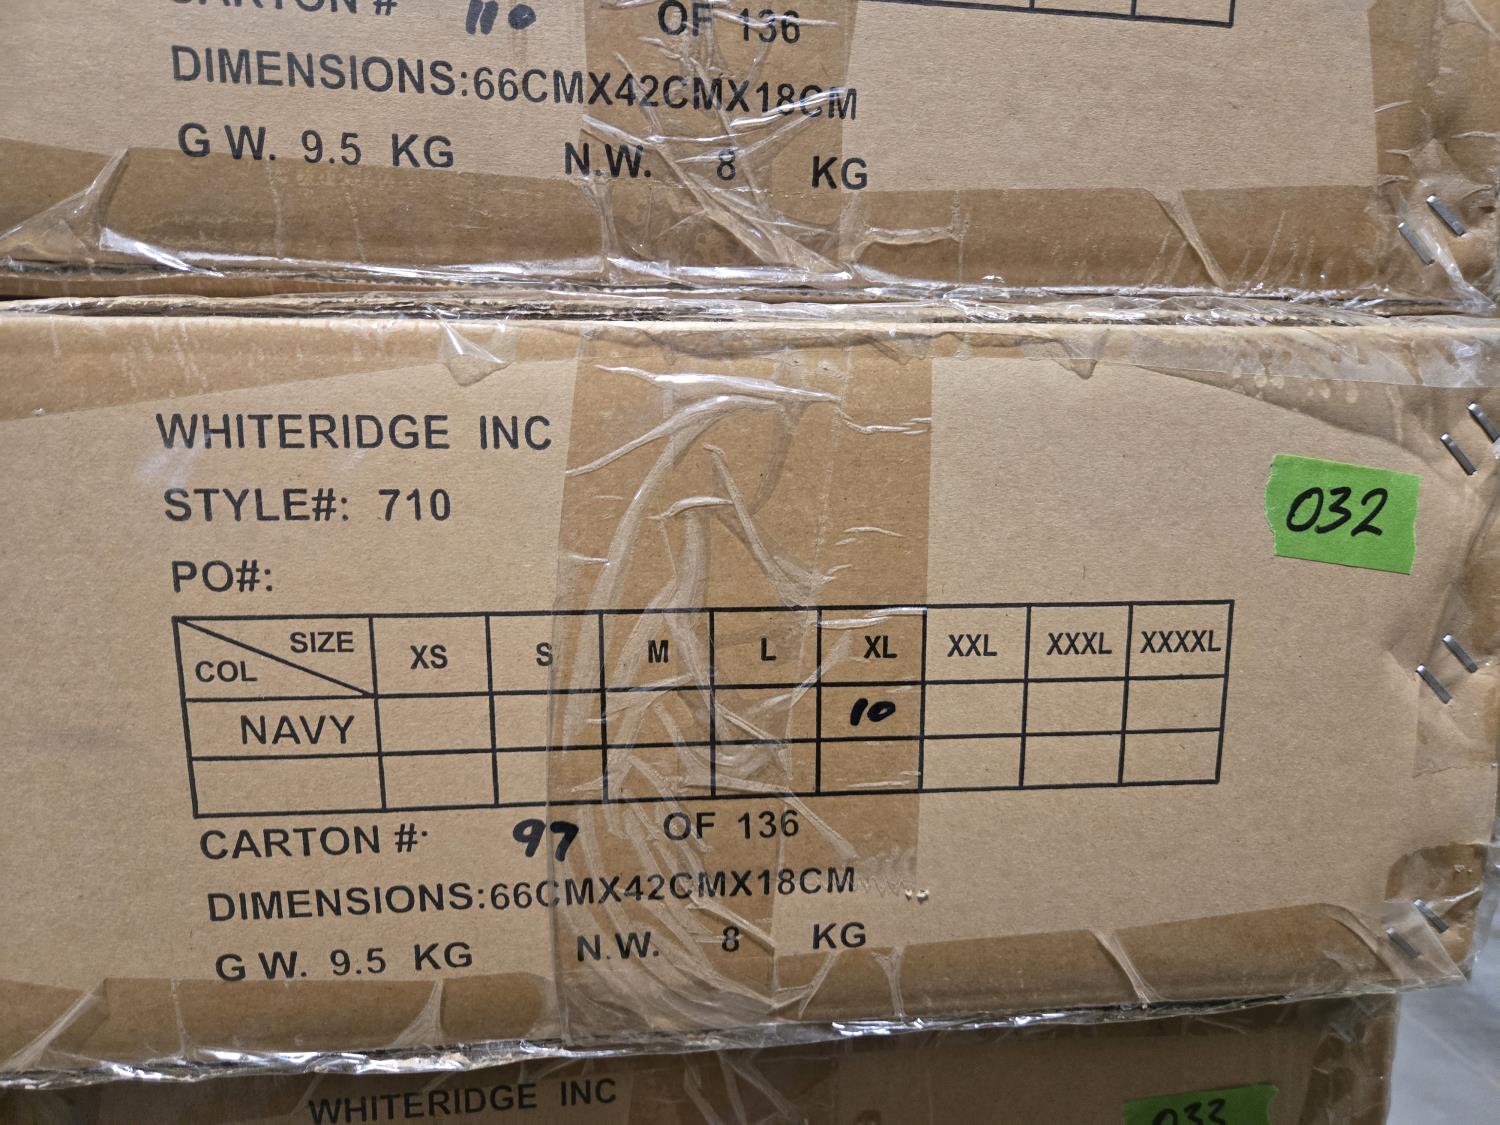 CARTON # 110 OF 136
DIMENSIONS:66CMX42CMX18CM
G W. 9.5 KG N.W. 8 KG
WHITERIDGE INC
STYLE#: 710
032
PO#:
SIZE COL XS S M L XL XXL XXXL XXXXL
NAVY 10
CARTON #: 97 OF 136
DIMENSIONS:66CMX42CMX18CM
G W. 9.5 KG N.W. 8 KG
WHITERIDGE INC
033